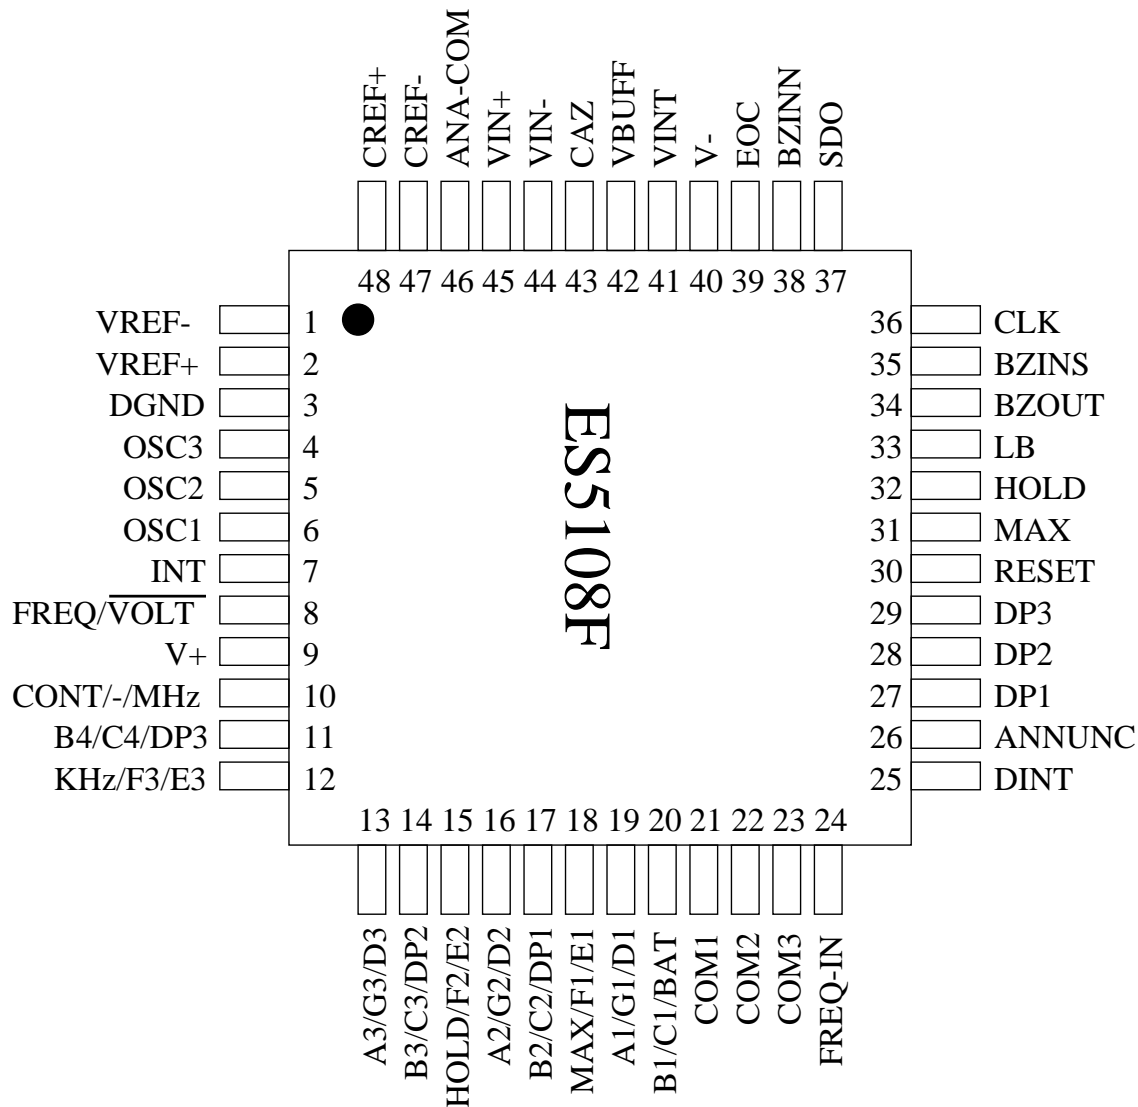 CREF+
CREF-
ANA-COM
VIN+
VIN-
CAZ
VBUFF
VINT
V-
EOC
BZINN
SDO
48 47 46 45 44 43 42 41 40 39 38 37
VREF- 1
VREF+ 2
DGND 3
OSC3 4
OSC2 5
OSC1 6
INT 7
FREQ/VOLT 8
V+ 9
CONT/-/MHz 10
B4/C4/DP3 11
KHz/F3/E3 12
ES5108F
36 CLK
35 BZINS
34 BZOUT
33 LB
32 HOLD
31 MAX
30 RESET
29 DP3
28 DP2
27 DP1
26 ANNUNC
25 DINT
13 14 15 16 17 18 19 20 21 22 23 24
A3/G3/D3
B3/C3/DP2
HOLD/F2/E2
A2/G2/D2
B2/C2/DP1
MAX/F1/E1
A1/G1/D1
B1/C1/BAT
COM1
COM2
COM3
FREQ-IN